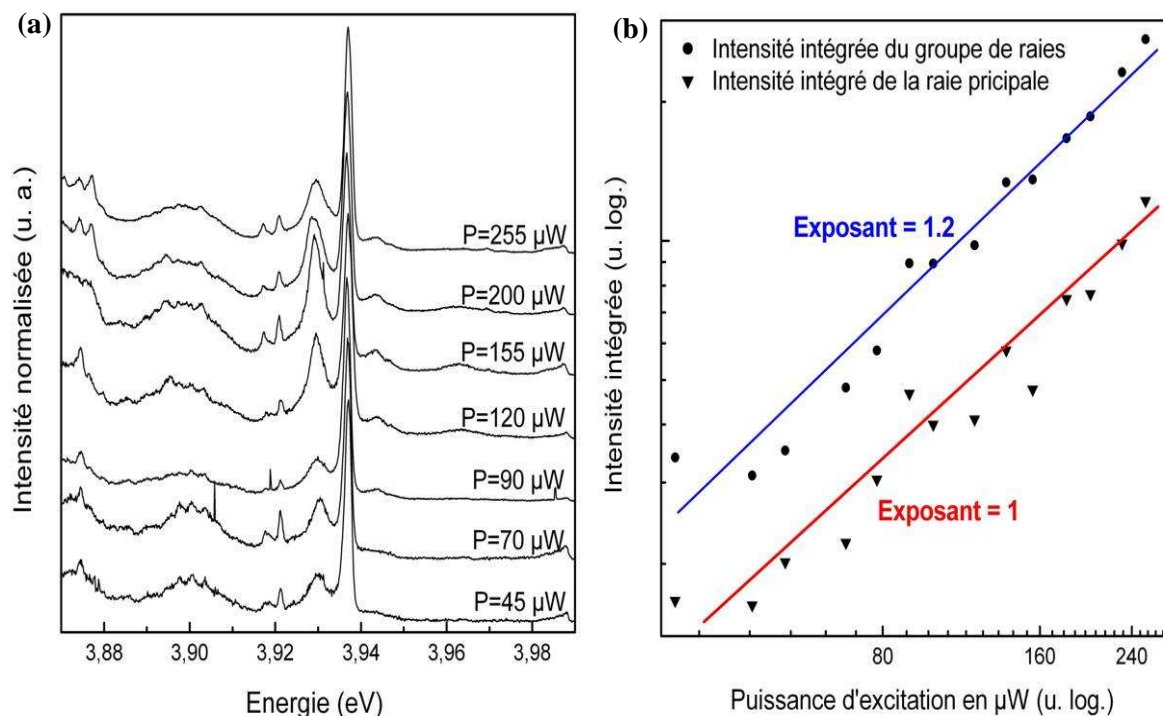 (a)
Intensité normalisée (u. a.)
P=255 µW
P=200 µW
P=155 µW
P=120 µW
P=90 µW
P=70 µW
P=45 µW
3,88 3,90 3,92 3,94 3,96 3,98
Energie (eV)
(b)
Intensité intégrée du groupe de raies
Intensité intégré de la raie pricipale
Intensité intégrée (u. log.)
Exposant = 1.2
Exposant = 1
80 160 240
Puissance d'excitation en µW (u. log.)